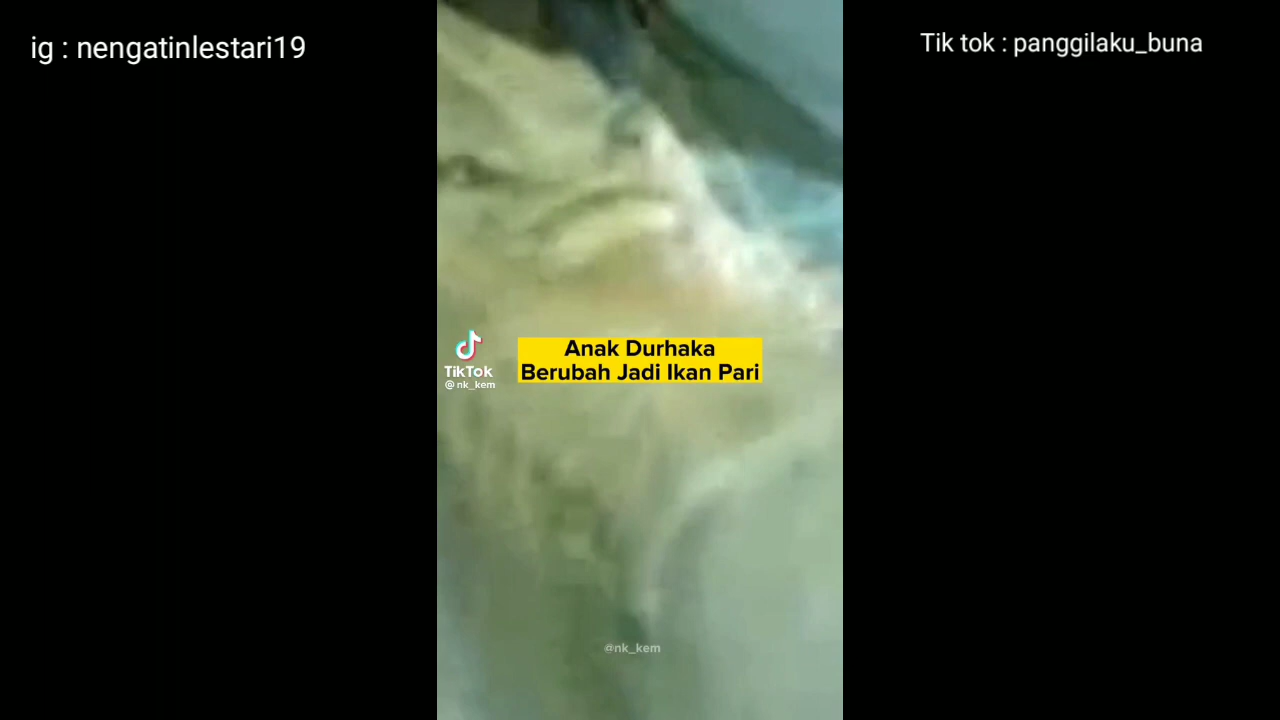 ig : nengatinlestari19
Tik tok : panggilaku_buna
Anak Durhaka
Berubah Jadi Ikan Pari
TikTok
@nk_kem
@nk_kem